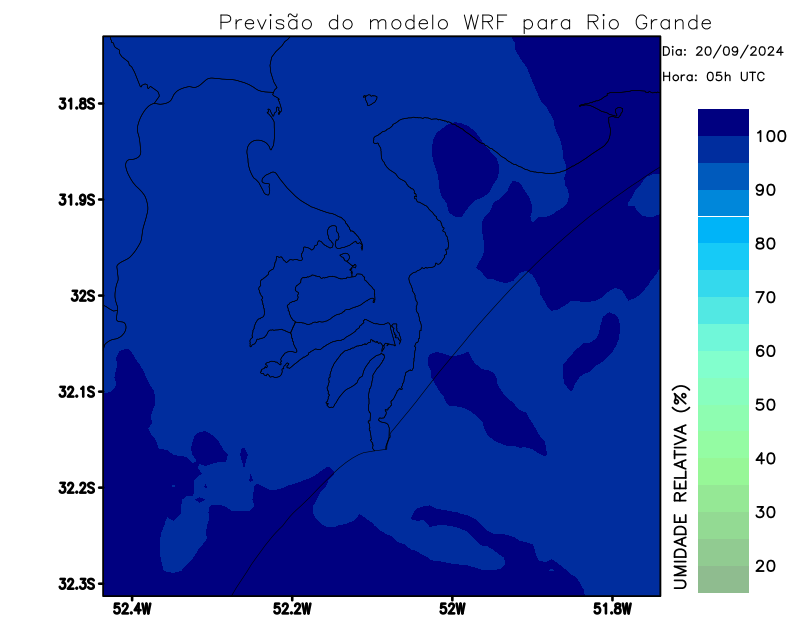 Previsão do modelo WRF para Rio Grande
Dia: 20/09/2024
Hora: 05h UTC
31.8S
31.9S
32S
32.1S
32.2S
32.3S
52.4W
52.2W
52W
51.8W
100
90
80
70
60
50
40
30
20
UMIDADE RELATIVA (%)